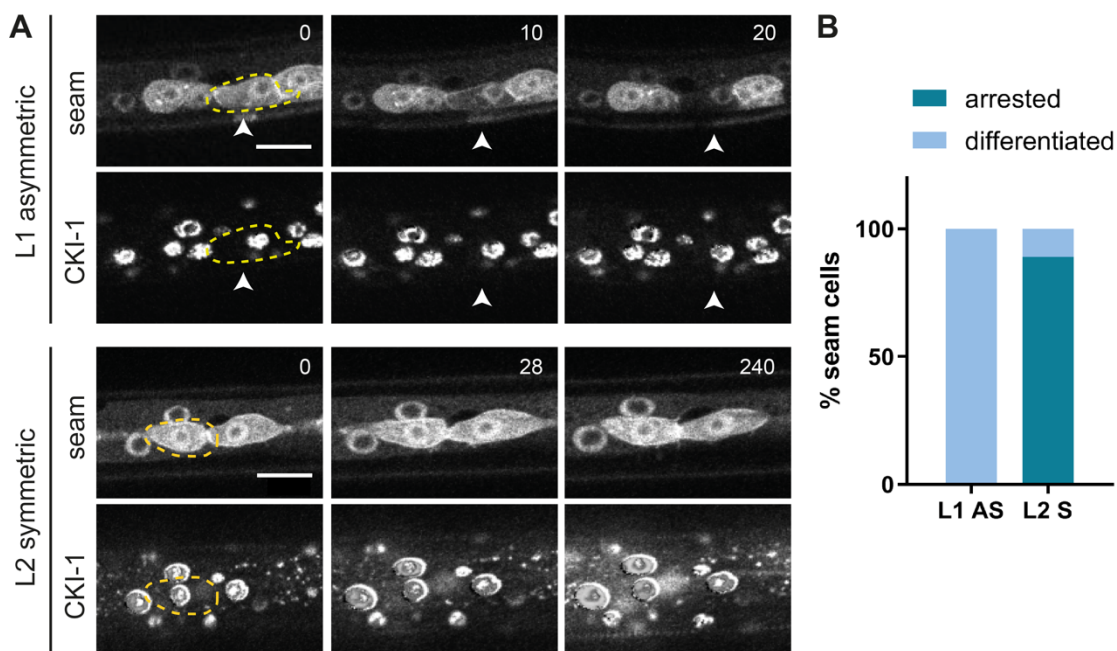 A
L1 asymmetric
seam
0
10
20
CKI-1
L2 symmetric
seam
0
28
240
CKI-1
B
arrested
differentiated
% seam cells
100
50
0
L1 AS L2 S